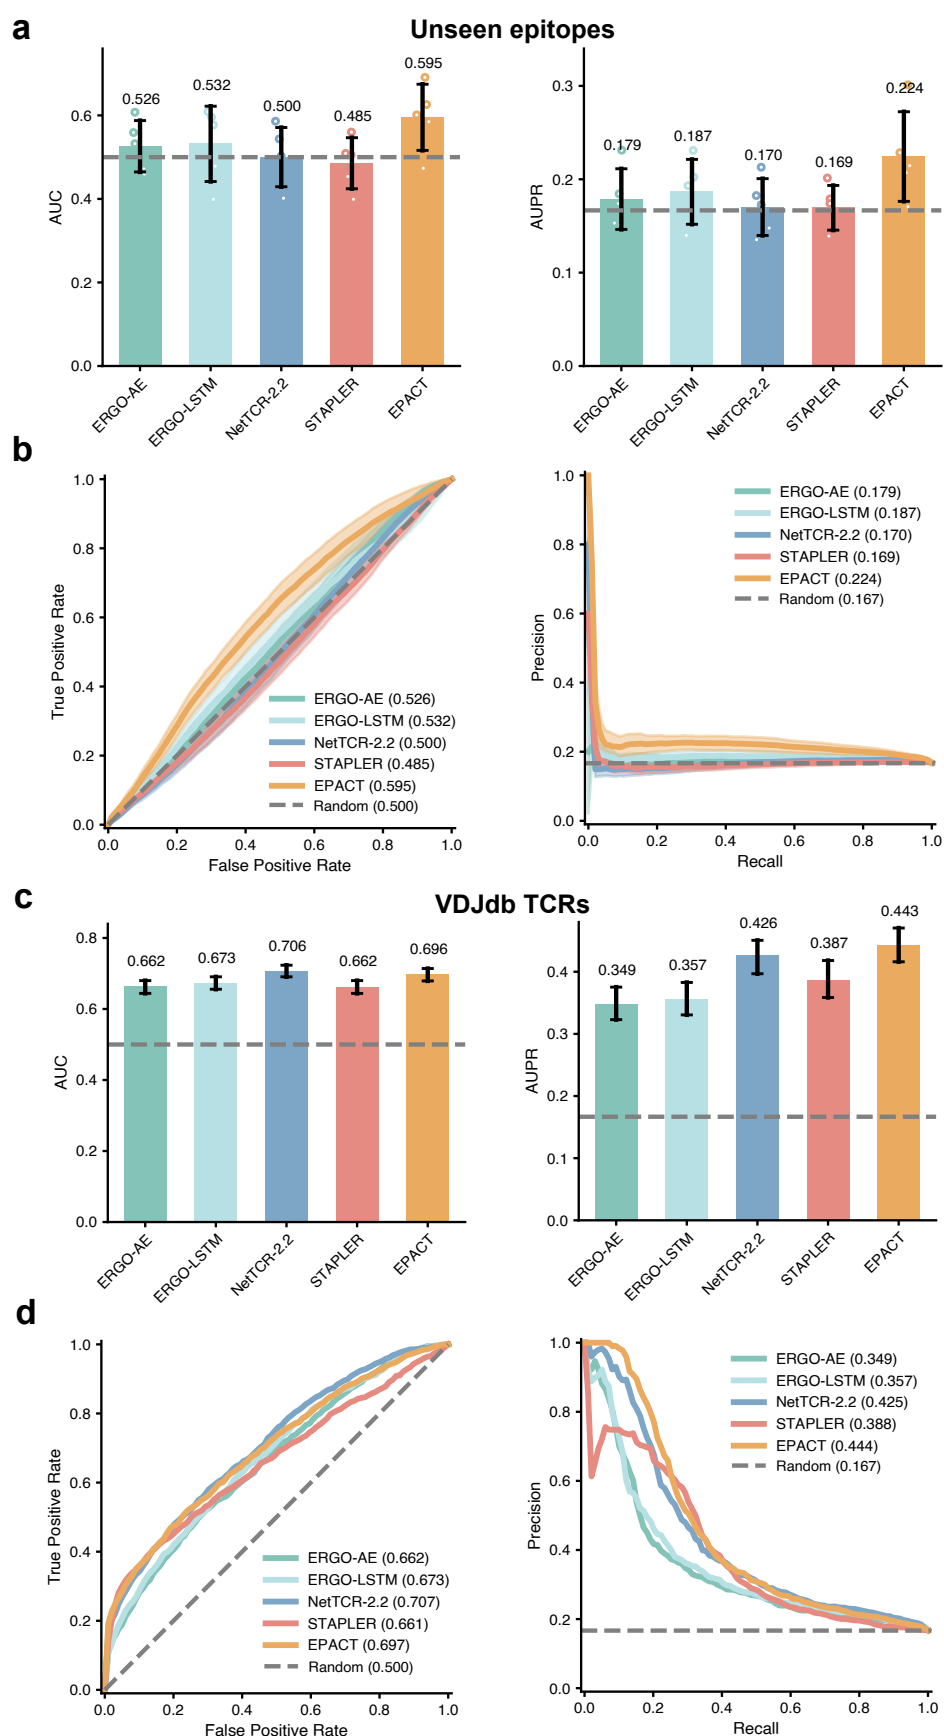 a
Unseen epitopes
0.526
0.532
0.500
0.485
0.595
AUC
0.6
0.4
0.2
0.0
ERGO-AE
ERGO-LSTM
NetTCR-2.2
STAPLER
EPACT
0.179
0.187
0.170
0.169
0.224
AUPR
0.3
0.2
0.1
0.0
ERGO-AE
ERGO-LSTM
NetTCR-2.2
STAPLER
EPACT
b
True Positive Rate
1.0
0.8
0.6
0.4
0.2
0.0
ERGO-AE (0.526)
ERGO-LSTM (0.532)
NetTCR-2.2 (0.500)
STAPLER (0.485)
EPACT (0.595)
Random (0.500)
0.0 0.2 0.4 0.6 0.8 1.0
False Positive Rate
Precision
1.0
0.8
0.6
0.4
0.2
0.0
ERGO-AE (0.179)
ERGO-LSTM (0.187)
NetTCR-2.2 (0.170)
STAPLER (0.169)
EPACT (0.224)
Random (0.167)
0.0 0.2 0.4 0.6 0.8 1.0
Recall
c
VDJdb TCRs
0.662
0.673
0.706
0.662
0.696
AUC
0.8
0.6
0.4
0.2
0.0
ERGO-AE
ERGO-LSTM
NetTCR-2.2
STAPLER
EPACT
0.349
0.357
0.426
0.387
0.443
AUPR
0.4
0.3
0.2
0.1
0.0
ERGO-AE
ERGO-LSTM
NetTCR-2.2
STAPLER
EPACT
d
True Positive Rate
1.0
0.8
0.6
0.4
0.2
0.0
ERGO-AE (0.662)
ERGO-LSTM (0.673)
NetTCR-2.2 (0.707)
STAPLER (0.661)
EPACT (0.697)
Random (0.500)
0.0 0.2 0.4 0.6 0.8 1.0
False Positive Rate
Precision
1.0
0.8
0.6
0.4
0.2
0.0
ERGO-AE (0.349)
ERGO-LSTM (0.357)
NetTCR-2.2 (0.425)
STAPLER (0.388)
EPACT (0.444)
Random (0.167)
0.0 0.2 0.4 0.6 0.8 1.0
Recall